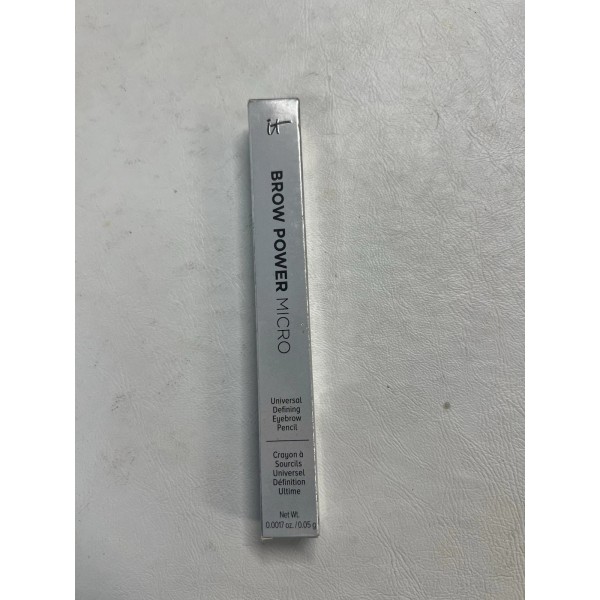 it
BROW POWER MICRO
Universal
Defining
Eyebrow
Pencil
Crayon à
Sourcils
Universel
Définition
Ultime
Net Wt.
0.0017 oz. / 0.05 g